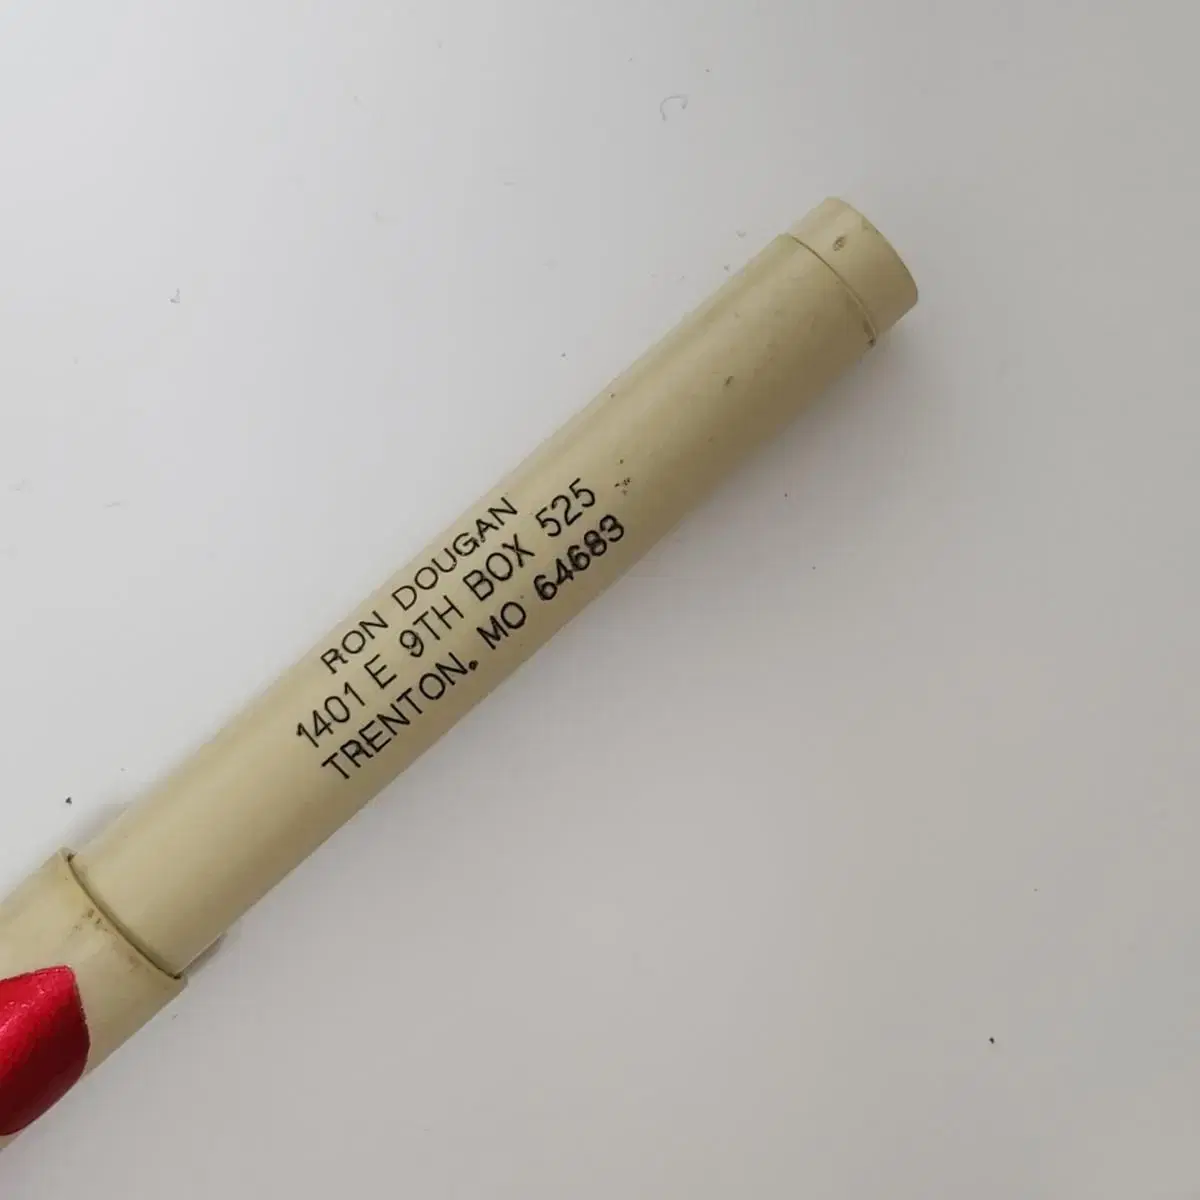 RON DOUGAN
1401 E 9TH BOX 525
TRENTON. MO 64683